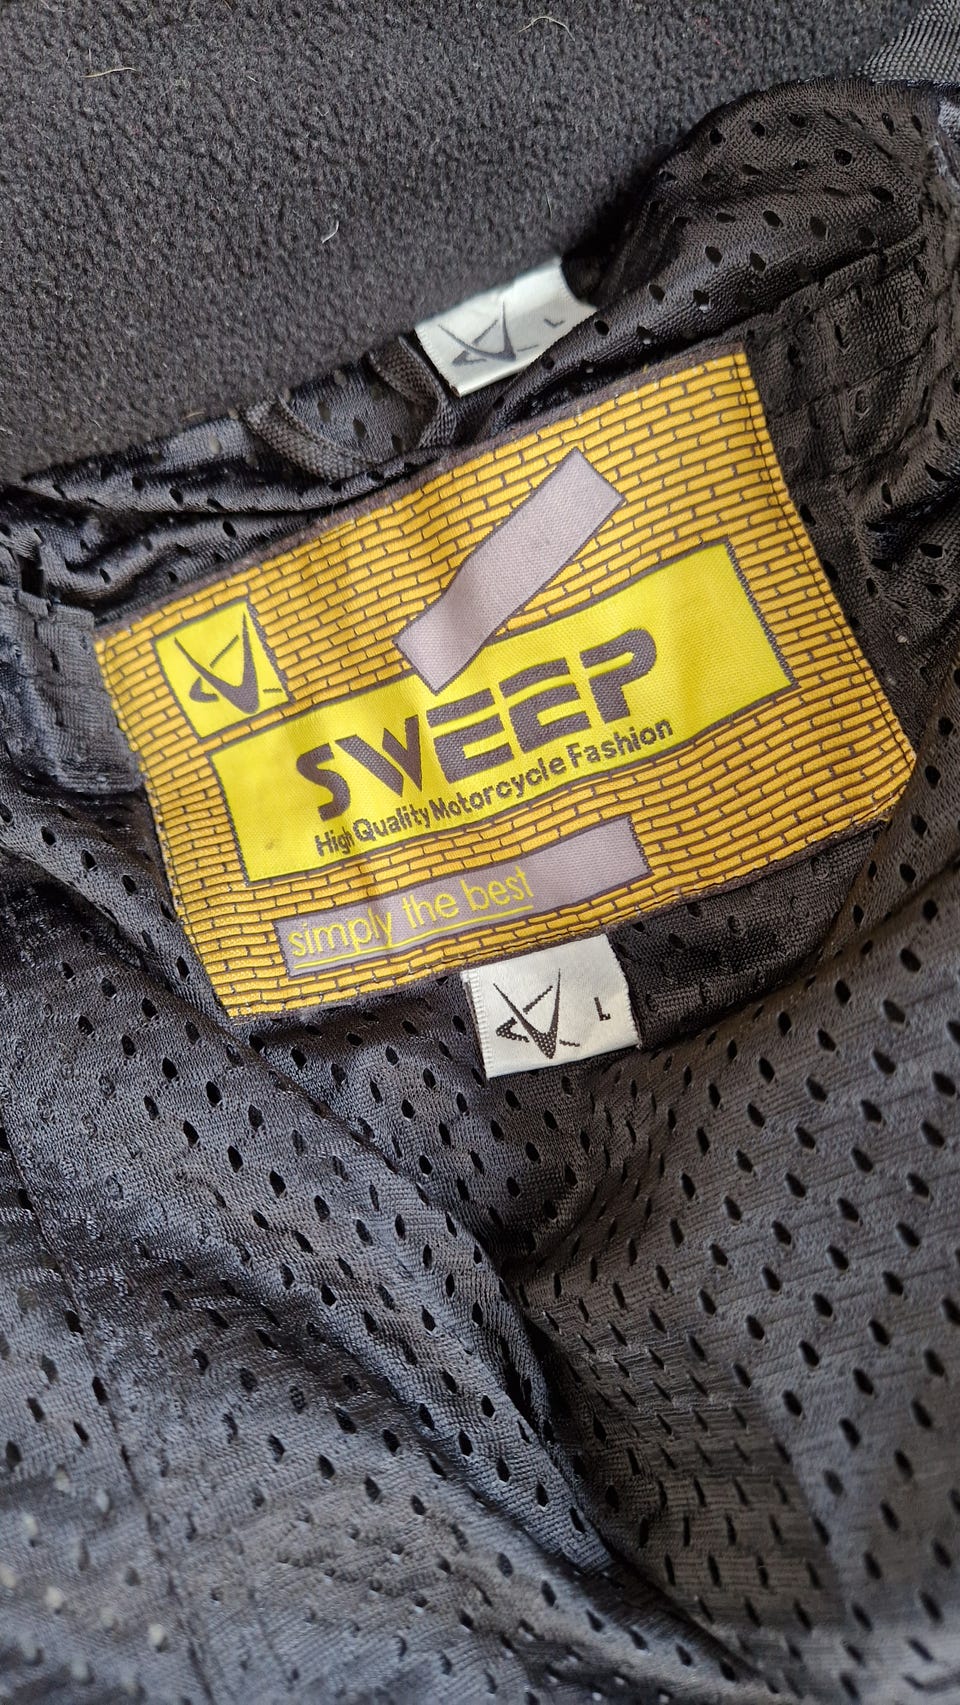 L
SWEEP
High Quality Motorcycle Fashion
simply the best
L